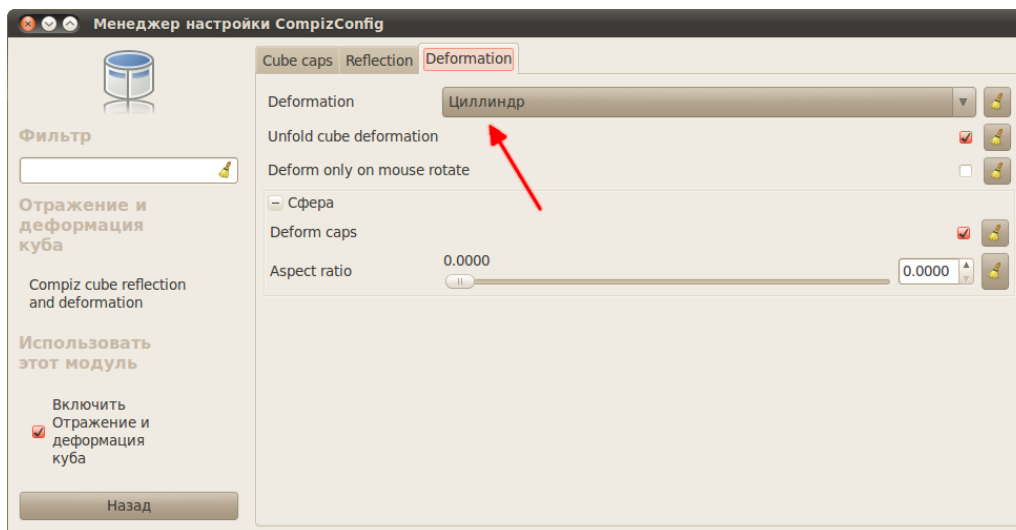 Менеджер настройки CompizConfig
Фильтр
Отражение и
деформация
куба
Compiz cube reflection
and deformation
Использовать
этот модуль
Включить
Отражение и
деформация
куба
Назад
Cube caps Reflection Deformation
Deformation Циллиндр
Unfold cube deformation
Deform only on mouse rotate
Сфера
Deform caps
Aspect ratio 0.0000 0.0000